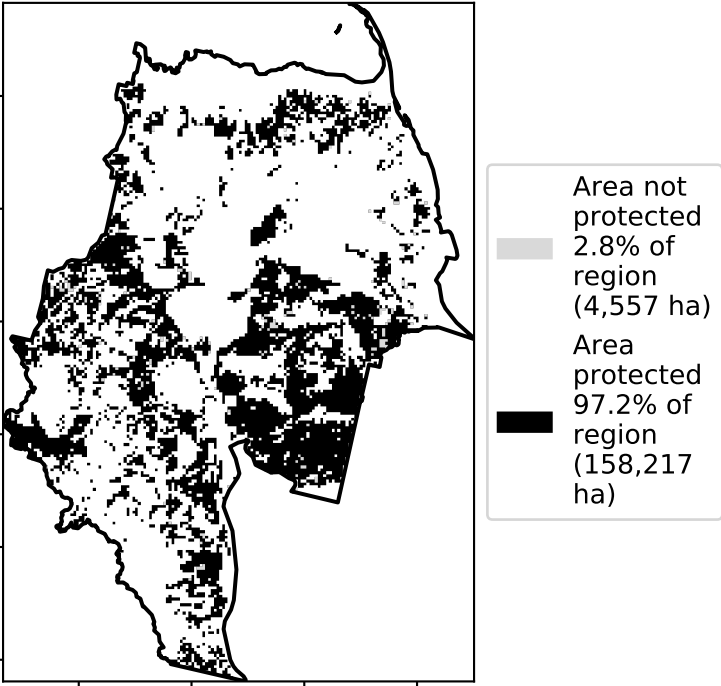 Area not
protected
2.8% of
region
(4,557 ha)
Area
protected
97.2% of
region
(158,217
ha)